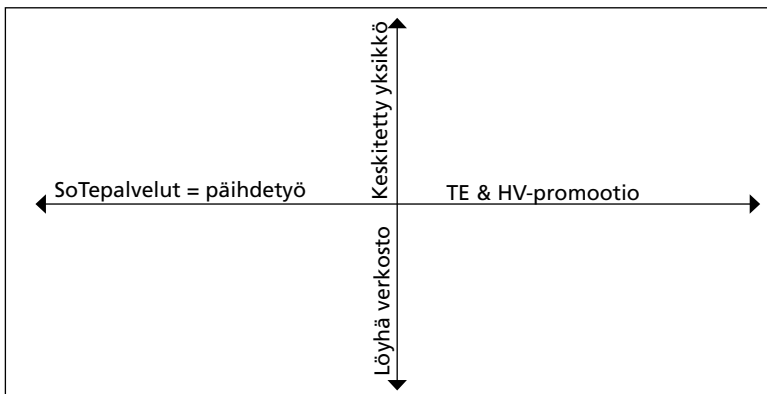 Keskitetty yksikkö
SoTepalvelut = päihdetyö
TE & HV-promootio
Löyhä verkosto